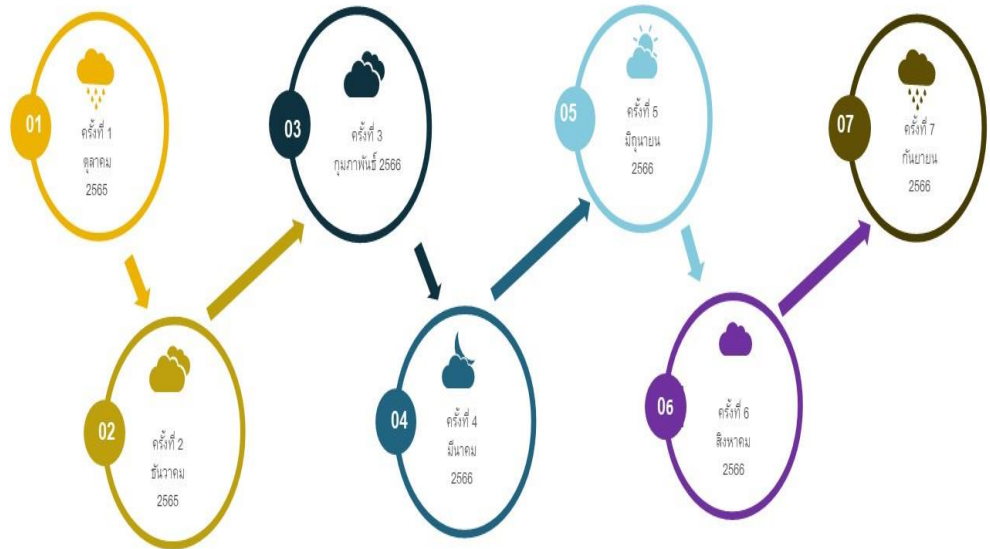 01
ครั้งที่ 1
ตุลาคม
2565
02
ครั้งที่ 2
ธันวาคม
2565
03
ครั้งที่ 3
กุมภาพันธ์ 2566
04
ครั้งที่ 4
มีนาคม
2566
05
ครั้งที่ 5
มิถุนายน
2566
06
ครั้งที่ 6
สิงหาคม
2566
07
ครั้งที่ 7
กันยายน
2566